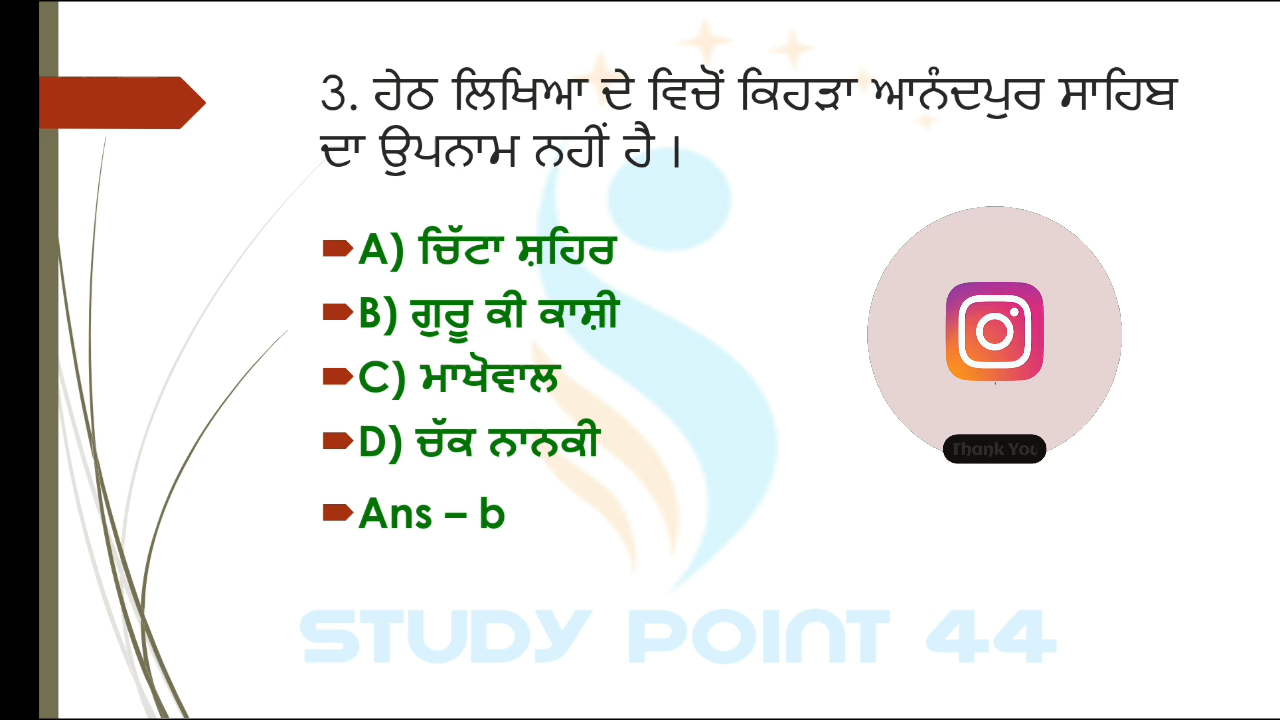 3. ਹੇਠ ਲਿਖਿਆ ਦੇ ਵਿਚੋਂ ਕਿਹੜਾ ਆਨੰਦਪੁਰ ਸਾਹਿਬ
ਦਾ ਉਪਨਾਮ ਨਹੀਂ ਹੈ ।
A) ਚਿੱਟਾ ਸ਼ਹਿਰ
B) ਗੁਰੂ ਕੀ ਕਾਸ਼ੀ
C) ਮਾਖੋਵਾਲ
D) ਚੱਕ ਨਾਨਕੀ
Ans – b
Thank You
STUDY POINT 44